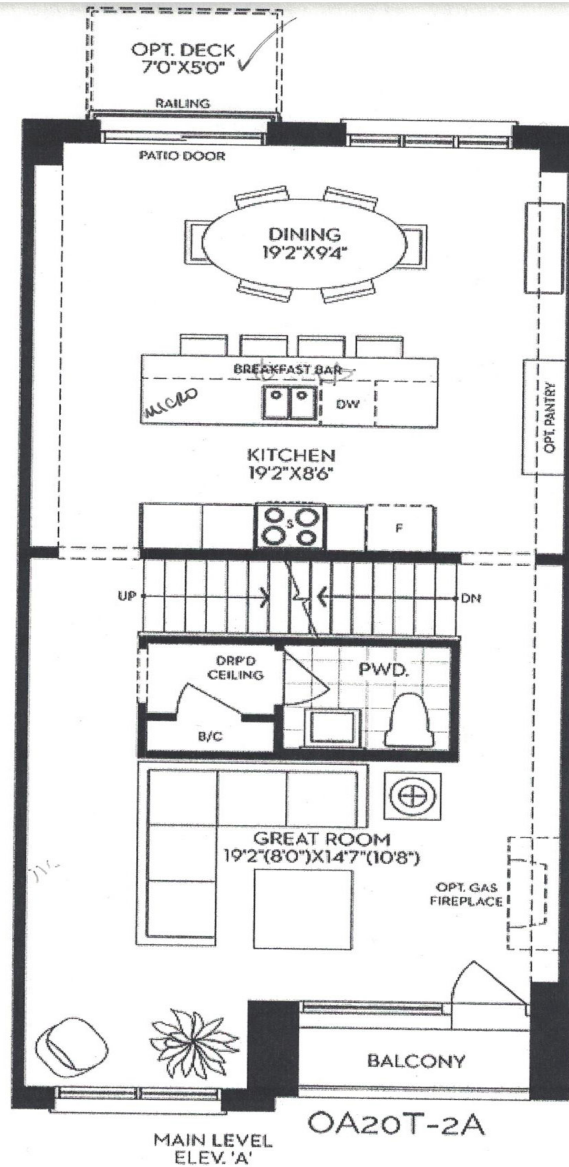 OPT. DECK
7'0"X5'0"
RAILING
PATIO DOOR
DINING
19'2"X9'4"
BREAKFAST BAR
MICRO
DW
OPT. PANTRY
KITCHEN
19'2"X8'6"
S
F
UP
DN
DRP'D
CEILING
PWD.
B/C
GREAT ROOM
19'2"(8'0")X14'7"(10'8")
OPT. GAS
FIREPLACE
BALCONY
OA20T-2A
MAIN LEVEL
ELEV. 'A'